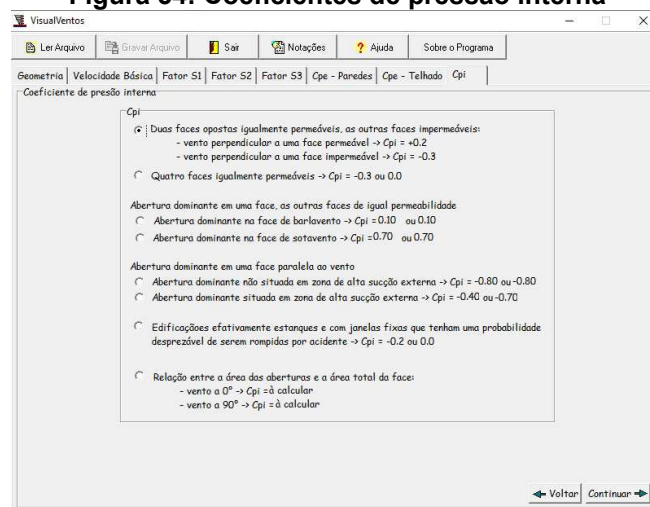 Figura 34: Coeficientes de pressão interna
VisualVentos
Ler Arquivo Gravar Arquivo Sair Notações Ajuda Sobre o Programa
Geometria Velocidade Básica Fator S1 Fator S2 Fator S3 Cpe - Paredes Cpe - Telhado Cpi
Coeficiente de presão interna
Cpi
Duas faces opostas igualmente permeáveis, as outras faces impermeáveis:
- vento perpendicular a uma face permeável -> Cpi = +0.2
- vento perpendicular a uma face impermeável -> Cpi = -0.3
Quatro faces igualmente permeáveis -> Cpi = -0.3 ou 0.0
Abertura dominante em uma face, as outras faces de igual permeabilidade
Abertura dominante na face de barlavento -> Cpi =0.10 ou 0.10
Abertura dominante na face de sotavento -> Cpi =0.70 ou 0.70
Abertura dominante em uma face paralela ao vento
Abertura dominante não situada em zona de alta sucção externa -> Cpi = -0.80 ou -0.80
Abertura dominante situada em zona de alta sucção externa -> Cpi = -0.40 ou -0.70
Edificaçãoes efativamente estanques e com janelas fixas que tenham uma probabilidade
desprezável de serem rompidas por acidente -> Cpi = -0.2 ou 0.0
Relação entre a área das aberturas e a área total da face:
- vento a 0° -> Cpi =à calcular
- vento a 90° -> Cpi =à calcular
Voltar Continuar